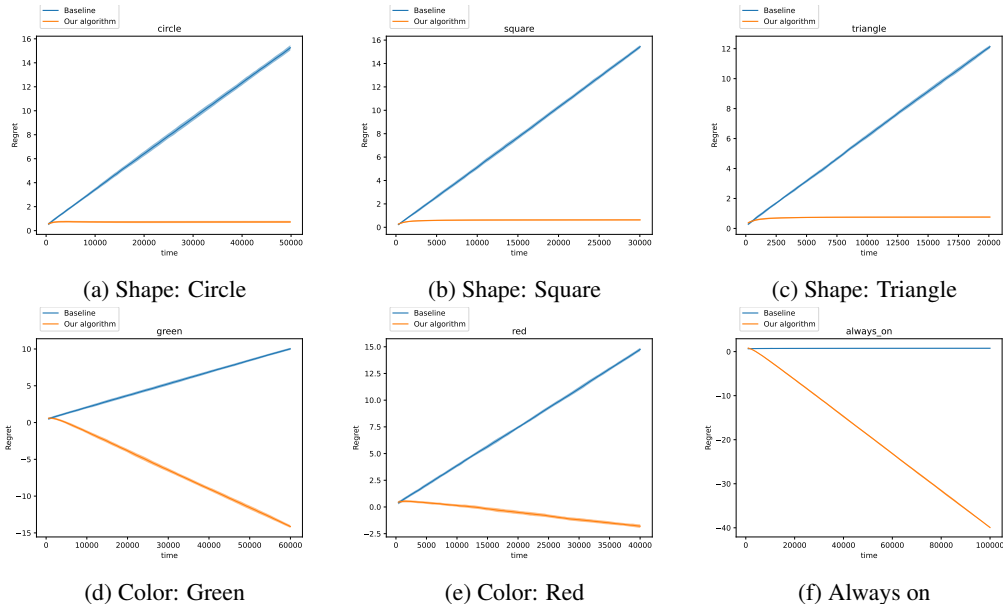 Baseline
Our algorithm
circle
Regret
16
14
12
10
8
6
4
2
0
0 10000 20000 30000 40000 50000
time
(a) Shape: Circle
Baseline
Our algorithm
square
Regret
16
14
12
10
8
6
4
2
0
0 5000 10000 15000 20000 25000 30000
time
(b) Shape: Square
Baseline
Our algorithm
triangle
Regret
12
10
8
6
4
2
0
0 2500 5000 7500 10000 12500 15000 17500 20000
time
(c) Shape: Triangle
Baseline
Our algorithm
green
Regret
10
5
0
−5
−10
−15
0 10000 20000 30000 40000 50000 60000
time
(d) Color: Green
Baseline
Our algorithm
red
Regret
15.0
12.5
10.0
7.5
5.0
2.5
0.0
−2.5
0 5000 10000 15000 20000 25000 30000 35000 40000
time
(e) Color: Red
Baseline
Our algorithm
always_on
Regret
0
−10
−20
−30
−40
0 20000 40000 60000 80000 100000
time
(f) Always on